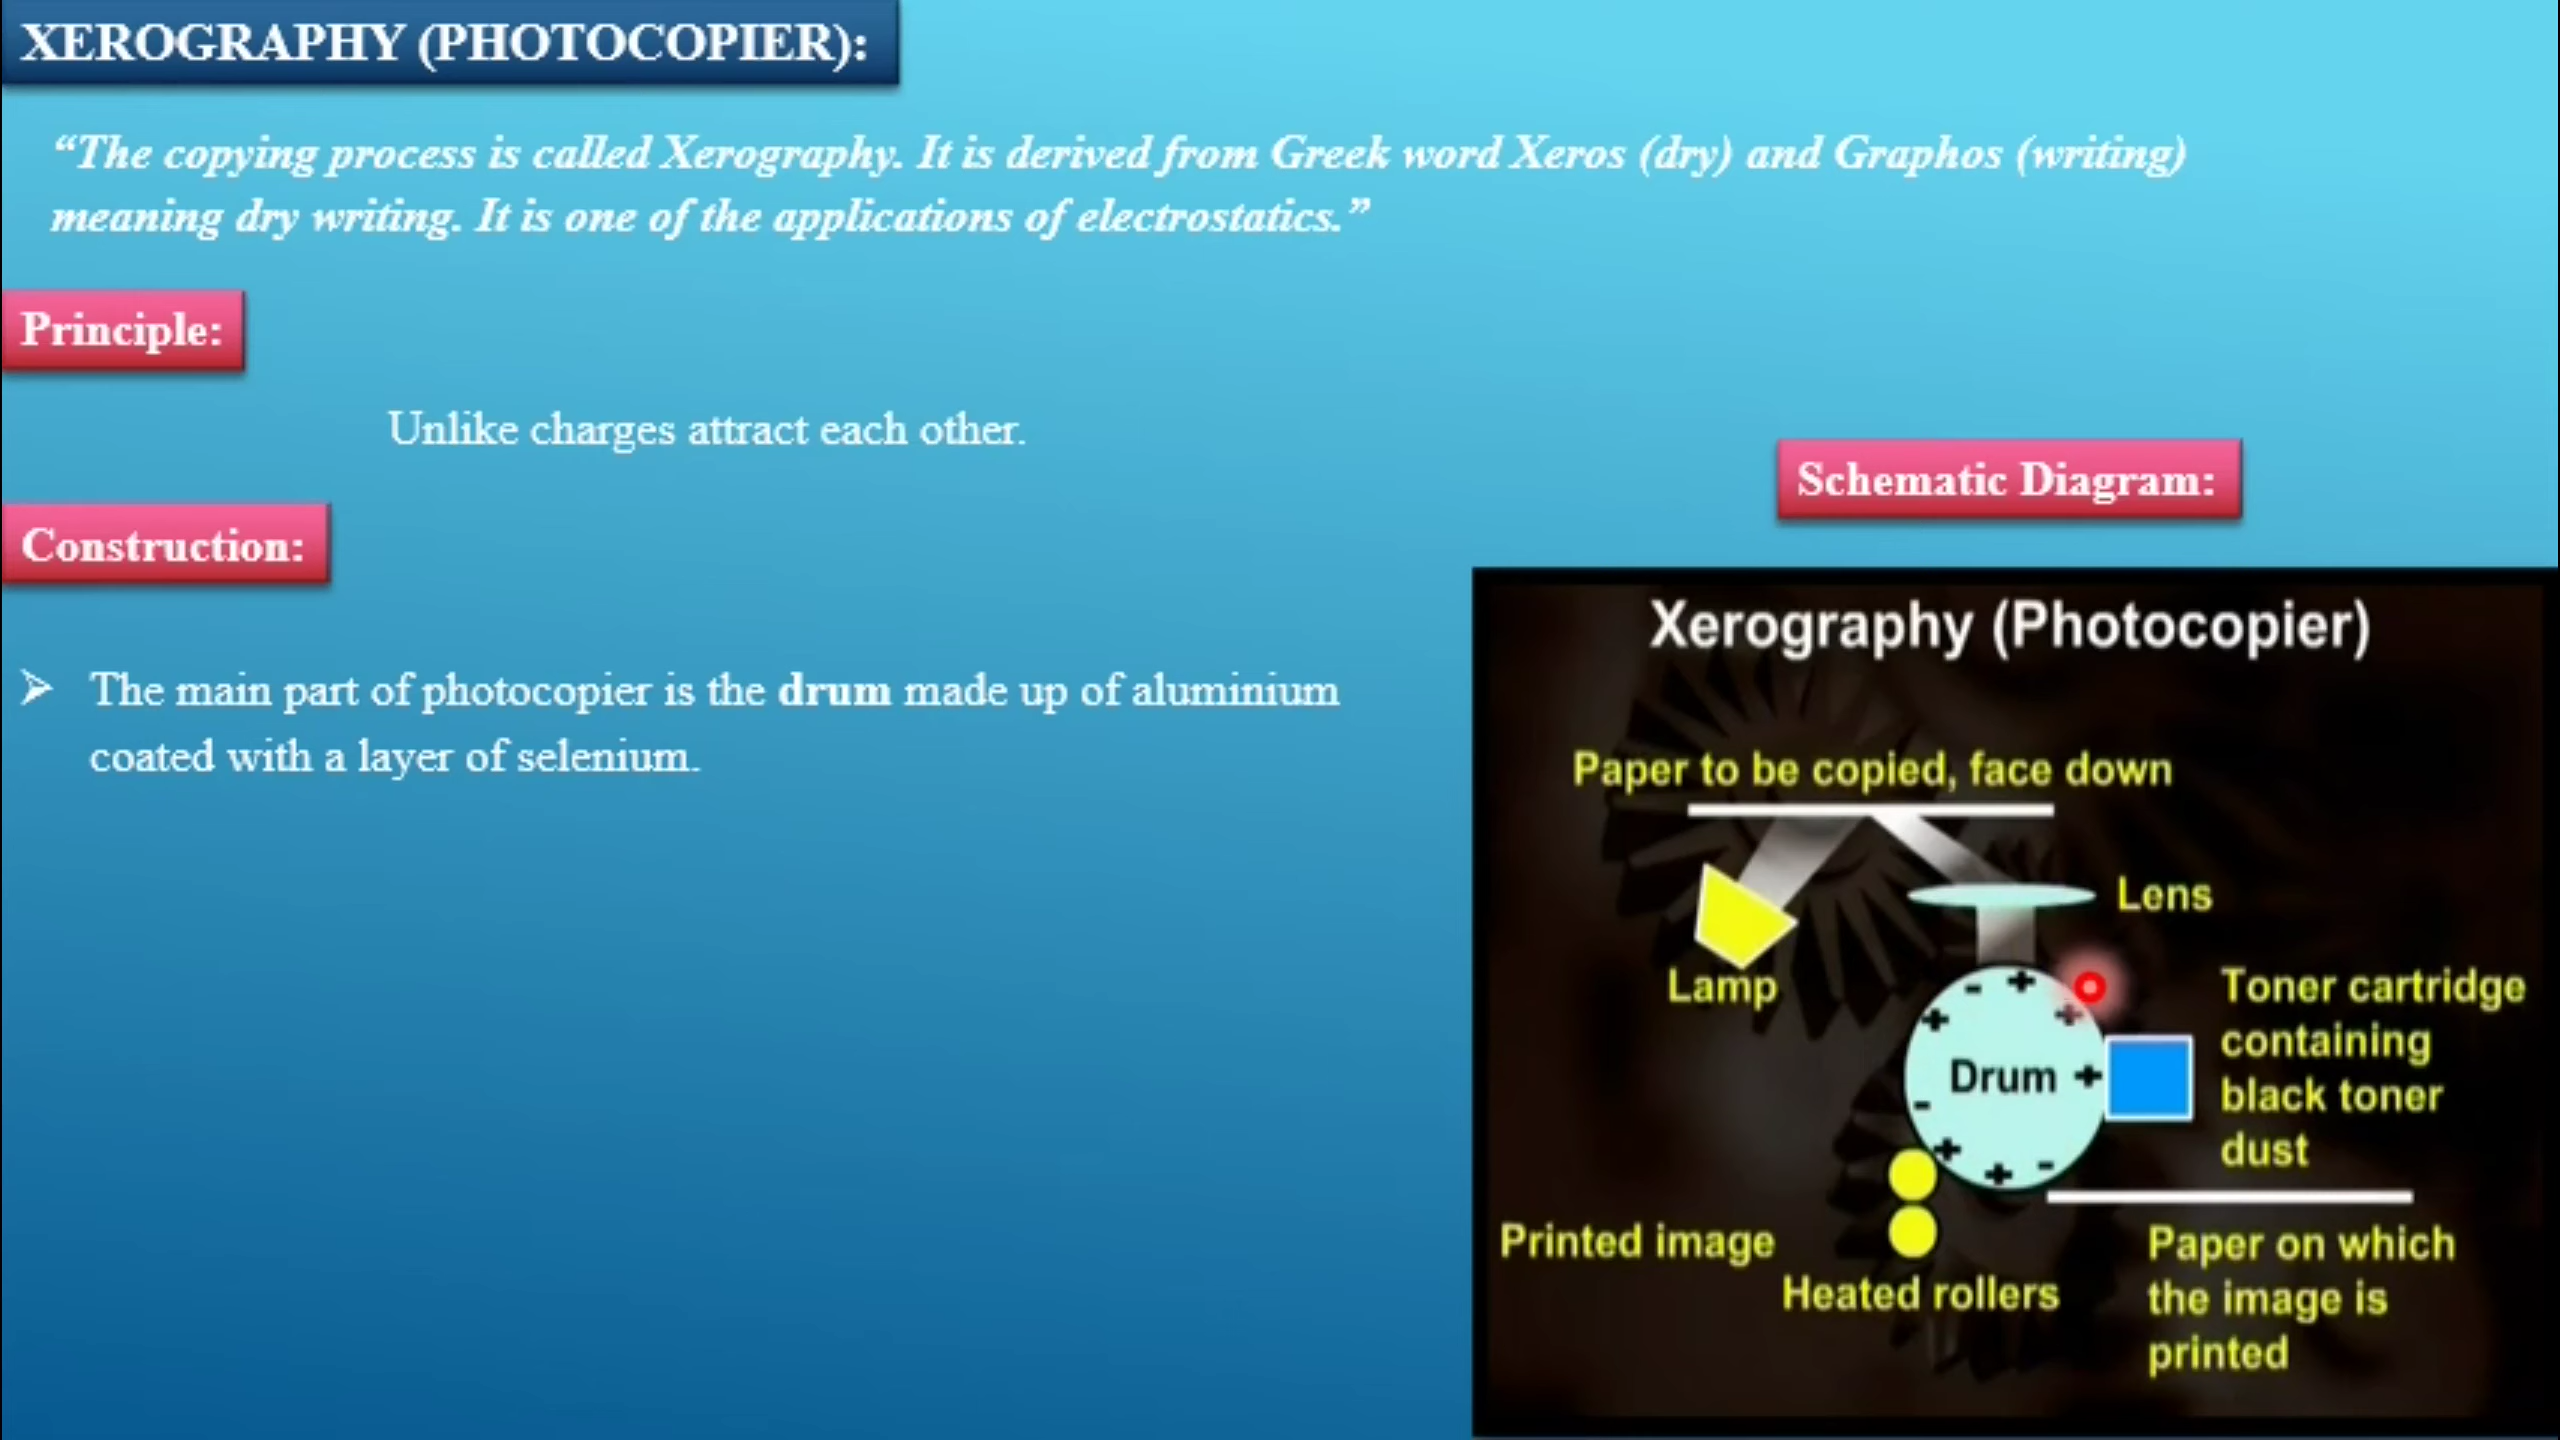 XEROGRAPHY (PHOTOCOPIER):
“The copying process is called Xerography. It is derived from Greek word Xeros (dry) and Graphos (writing)
meaning dry writing. It is one of the applications of electrostatics.”
Principle:
Unlike charges attract each other.
Construction:
➢ The main part of photocopier is the drum made up of aluminium
coated with a layer of selenium.
Schematic Diagram:
Xerography (Photocopier)
Paper to be copied, face down
Lens
Lamp
Toner cartridge
containing
black toner
dust
- +
+ +
Drum +
-
+ + -
Printed image
Heated rollers
Paper on which
the image is
printed